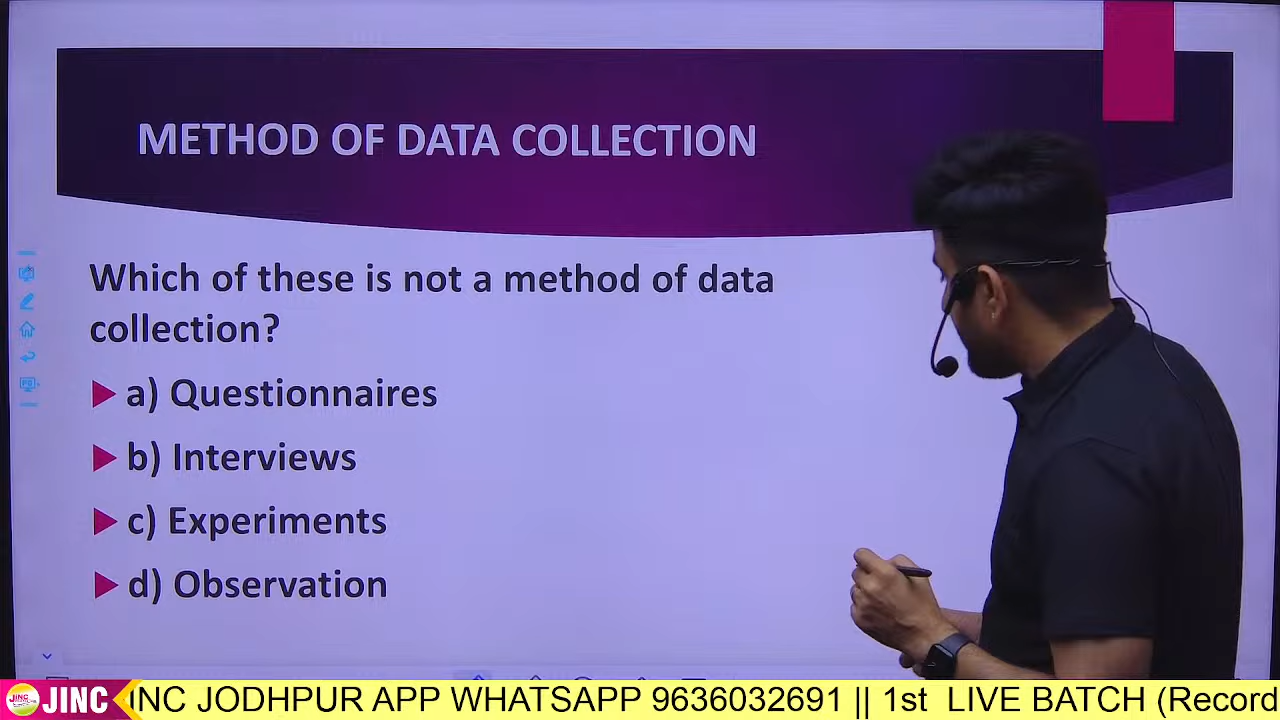 METHOD OF DATA COLLECTION
Which of these is not a method of data
collection?
a) Questionnaires
b) Interviews
c) Experiments
d) Observation
JINC
INC JODHPUR APP WHATSAPP 9636032691 || 1st LIVE BATCH (Record